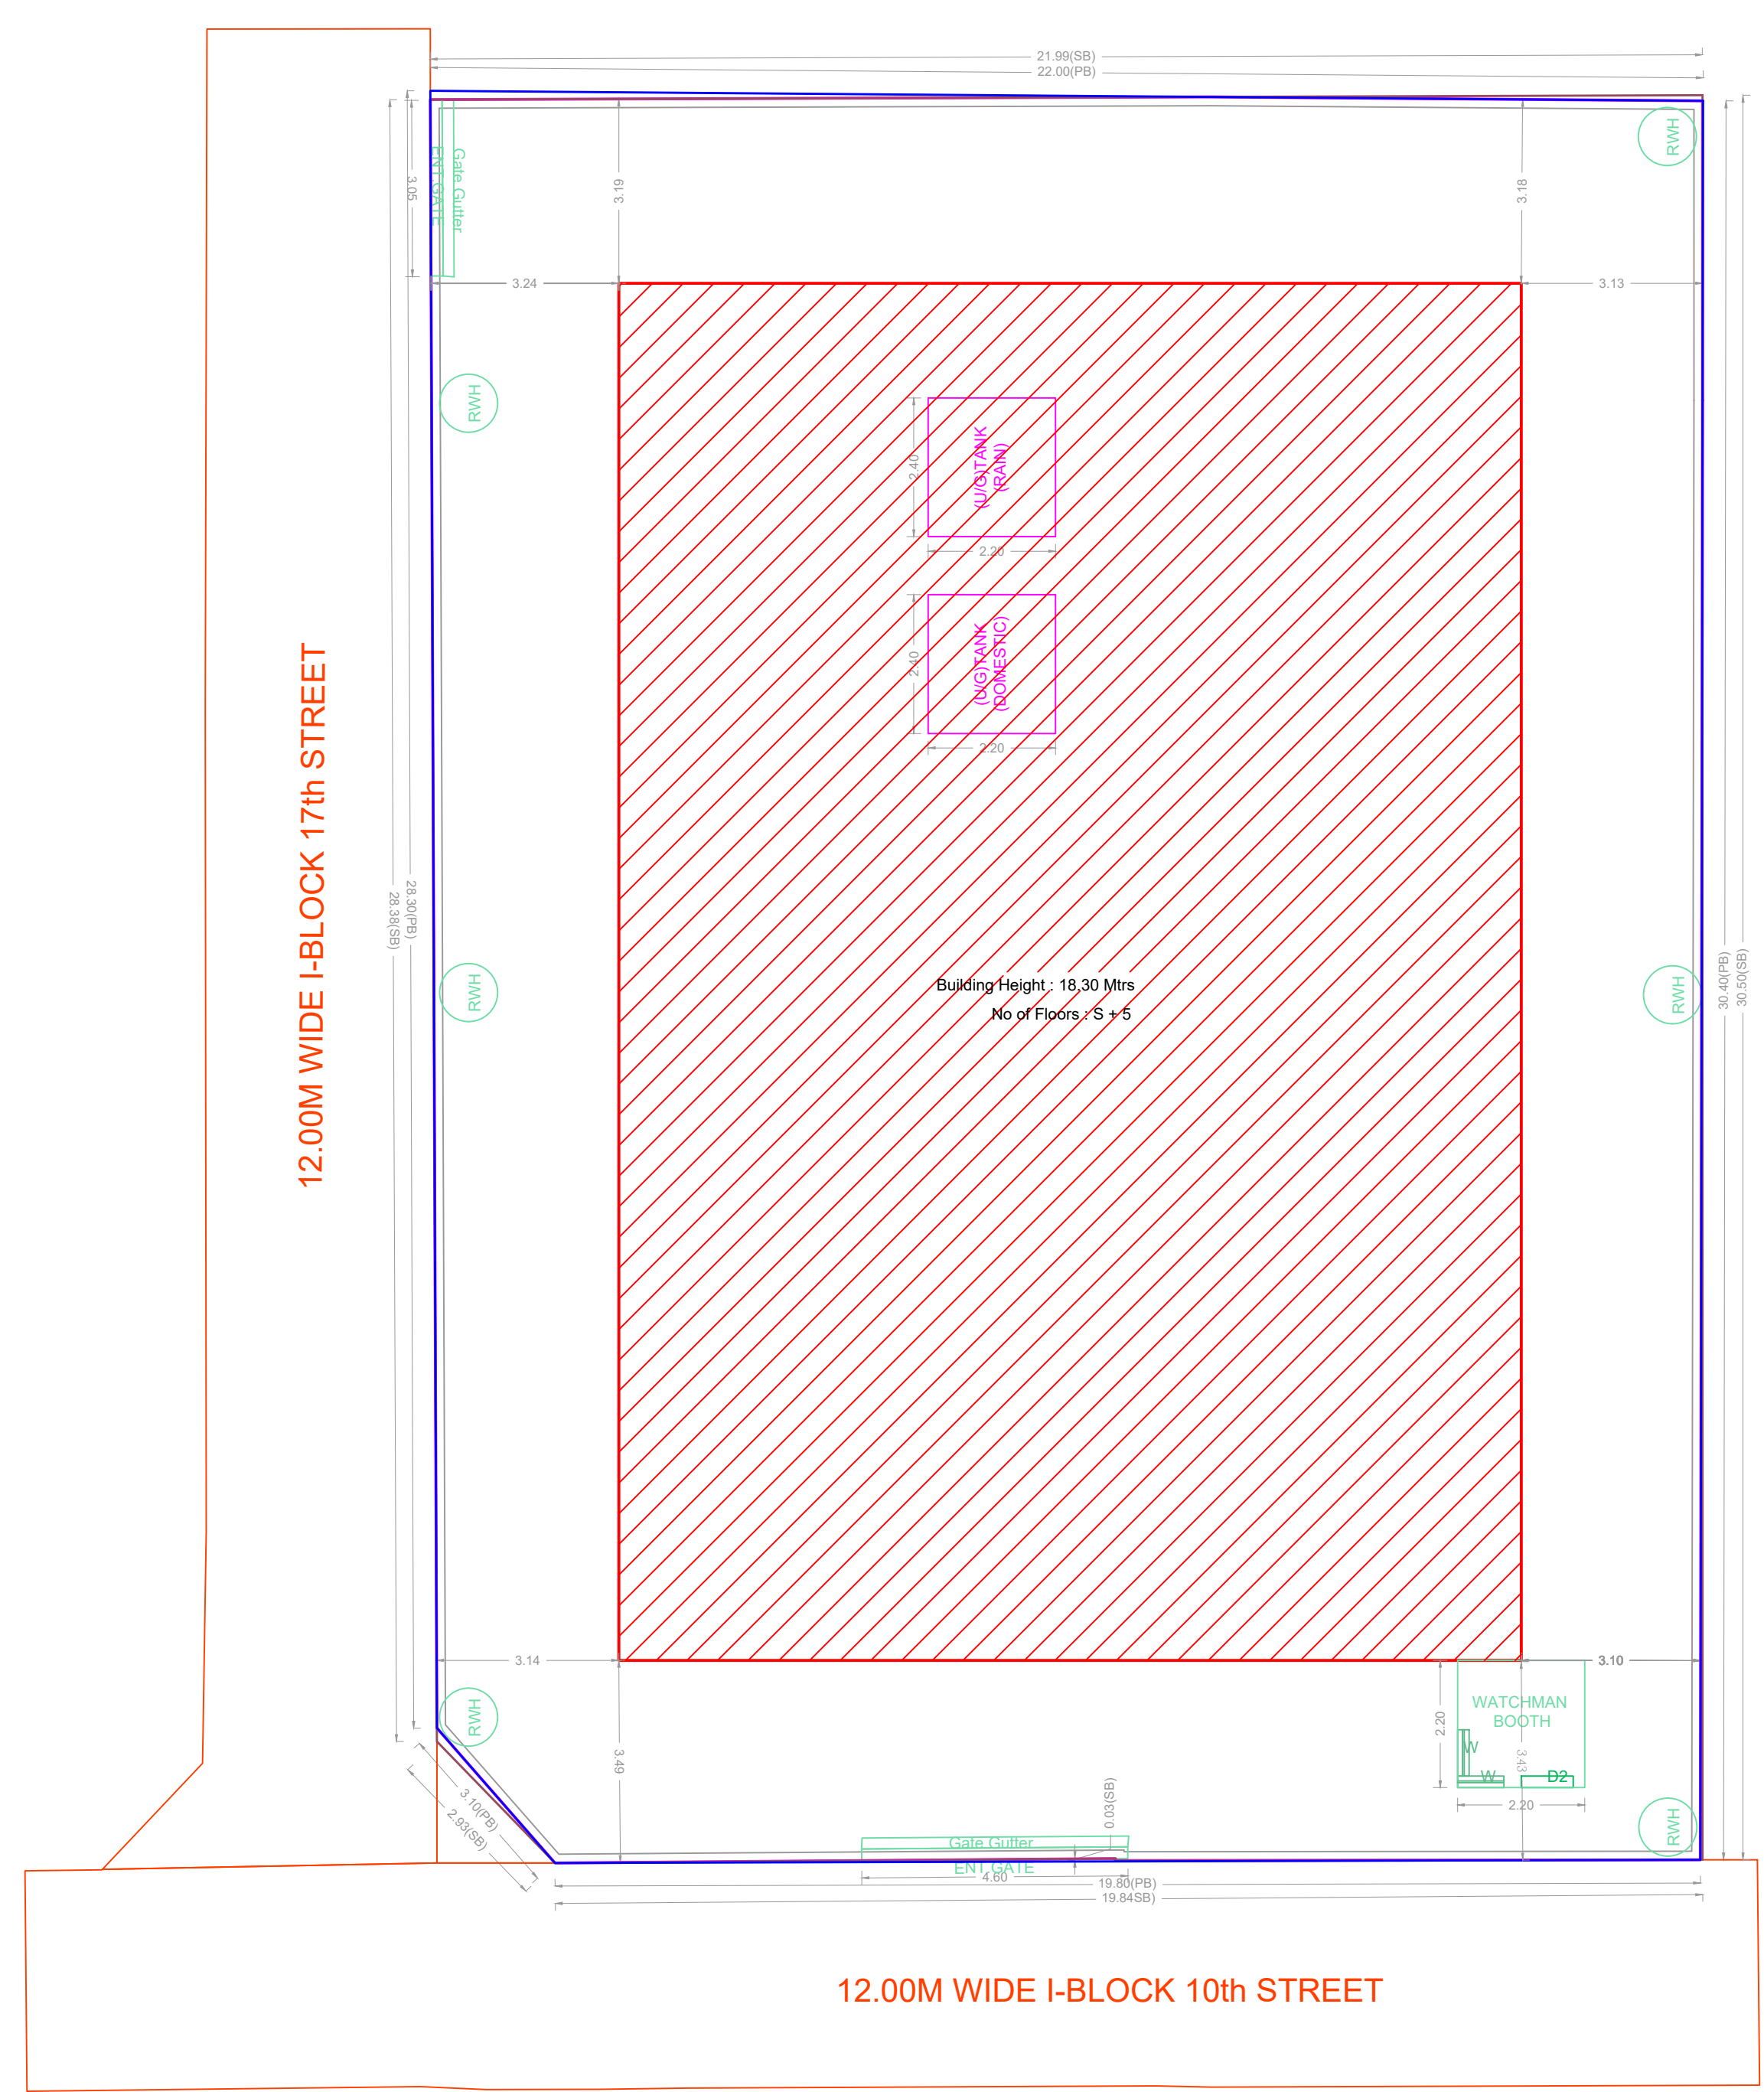 21.99(SB)
22.00(PB)
RWH
Gate Gutter
ENT.GATE
3.05
3.19
3.18
3.24
3.13
RWH
2.40
(U/G)TANK
(RAIN)
2.20
2.40
(U/G)TANK
(DOMESTIC)
2.20
12.00M WIDE I-BLOCK 17th STREET
28.38(SB)
28.30(PB)
30.40(PB)
30.50(SB)
RWH
Building Height : 18.30 Mtrs
No of Floors : S + 5
RWH
3.14
3.10
RWH
WATCHMAN
BOOTH
2.20
W
W
D2
3.43
2.20
3.49
3.10(PB)
2.93(SB)
0.03(SB)
RWH
Gate Gutter
ENT.GATE
4.60
19.80(PB)
19.84SB)
12.00M WIDE I-BLOCK 10th STREET